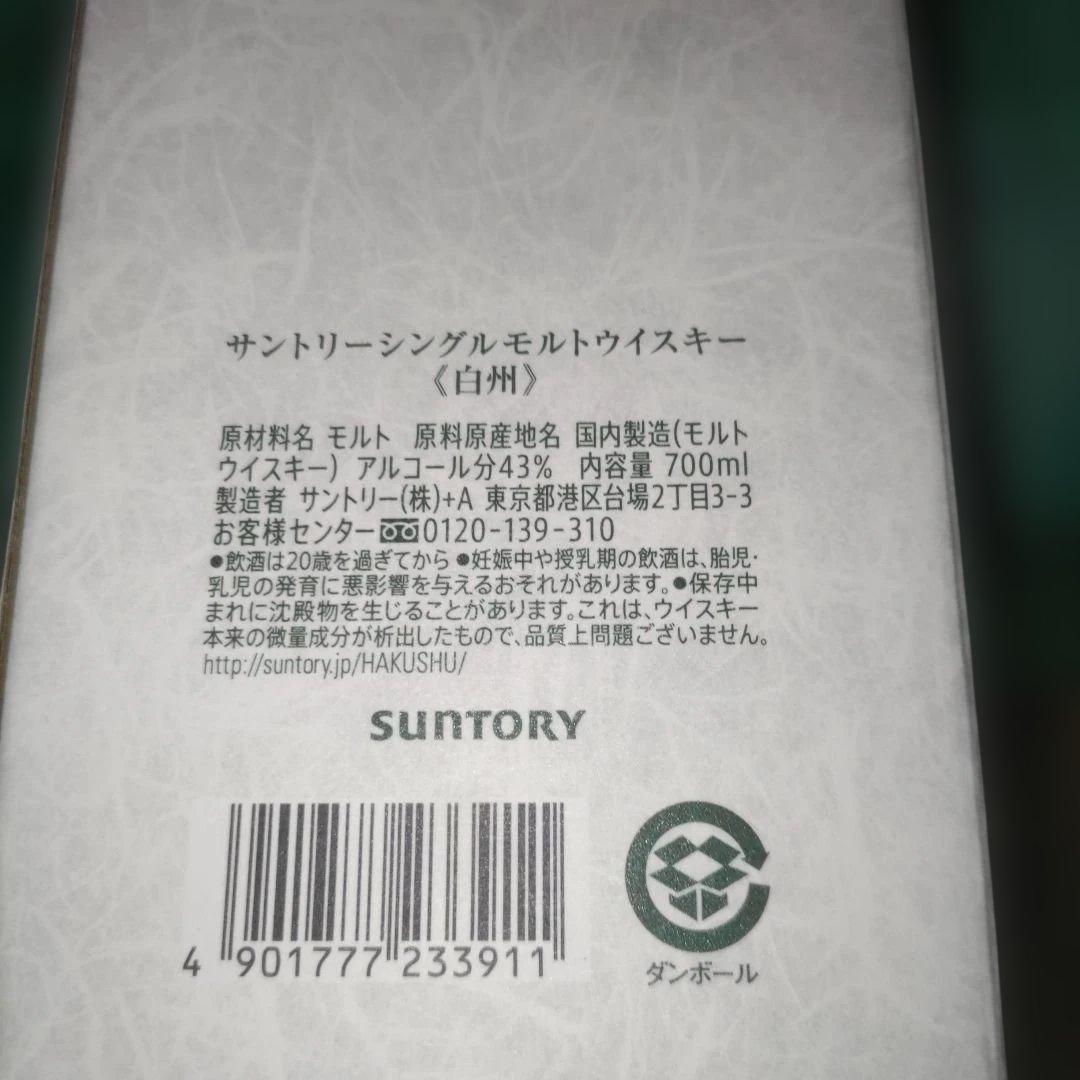 サントリーシングルモルトウイスキー
《白州》
原材料名 モルト 原料原産地名 国内製造(モルト
ウイスキー) アルコール分43% 内容量 700ml
製造者 サントリー(株)+A 東京都港区台場2丁目3-3
お客様センター 0120-139-310
●飲酒は20歳を過ぎてから ●妊娠中や授乳期の飲酒は、胎児・
乳児の発育に悪影響を与えるおそれがあります。●保存中
まれに沈殿物を生じることがあります。これは、ウイスキー
本来の微量成分が析出したもので、品質上問題ございません。
http://suntory.jp/HAKUSHU/
SUNTORY
4 901777 233911
ダンボール